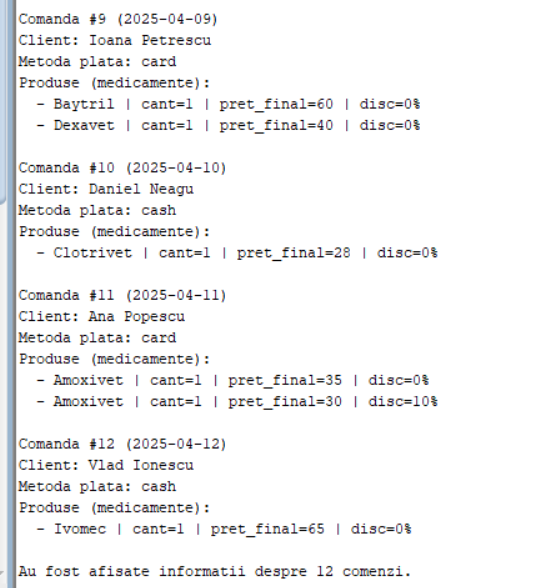 Comanda #9 (2025-04-09)
Client: Ioana Petrescu
Metoda plata: card
Produse (medicamente):
- Baytril | cant=1 | pret_final=60 | disc=0%
- Dexavet | cant=1 | pret_final=40 | disc=0%
Comanda #10 (2025-04-10)
Client: Daniel Neagu
Metoda plata: cash
Produse (medicamente):
- Clotrivet | cant=1 | pret_final=28 | disc=0%
Comanda #11 (2025-04-11)
Client: Ana Popescu
Metoda plata: card
Produse (medicamente):
- Amoxivet | cant=1 | pret_final=35 | disc=0%
- Amoxivet | cant=1 | pret_final=30 | disc=10%
Comanda #12 (2025-04-12)
Client: Vlad Ionescu
Metoda plata: cash
Produse (medicamente):
- Ivomec | cant=1 | pret_final=65 | disc=0%
Au fost afisate informatii despre 12 comenzi.